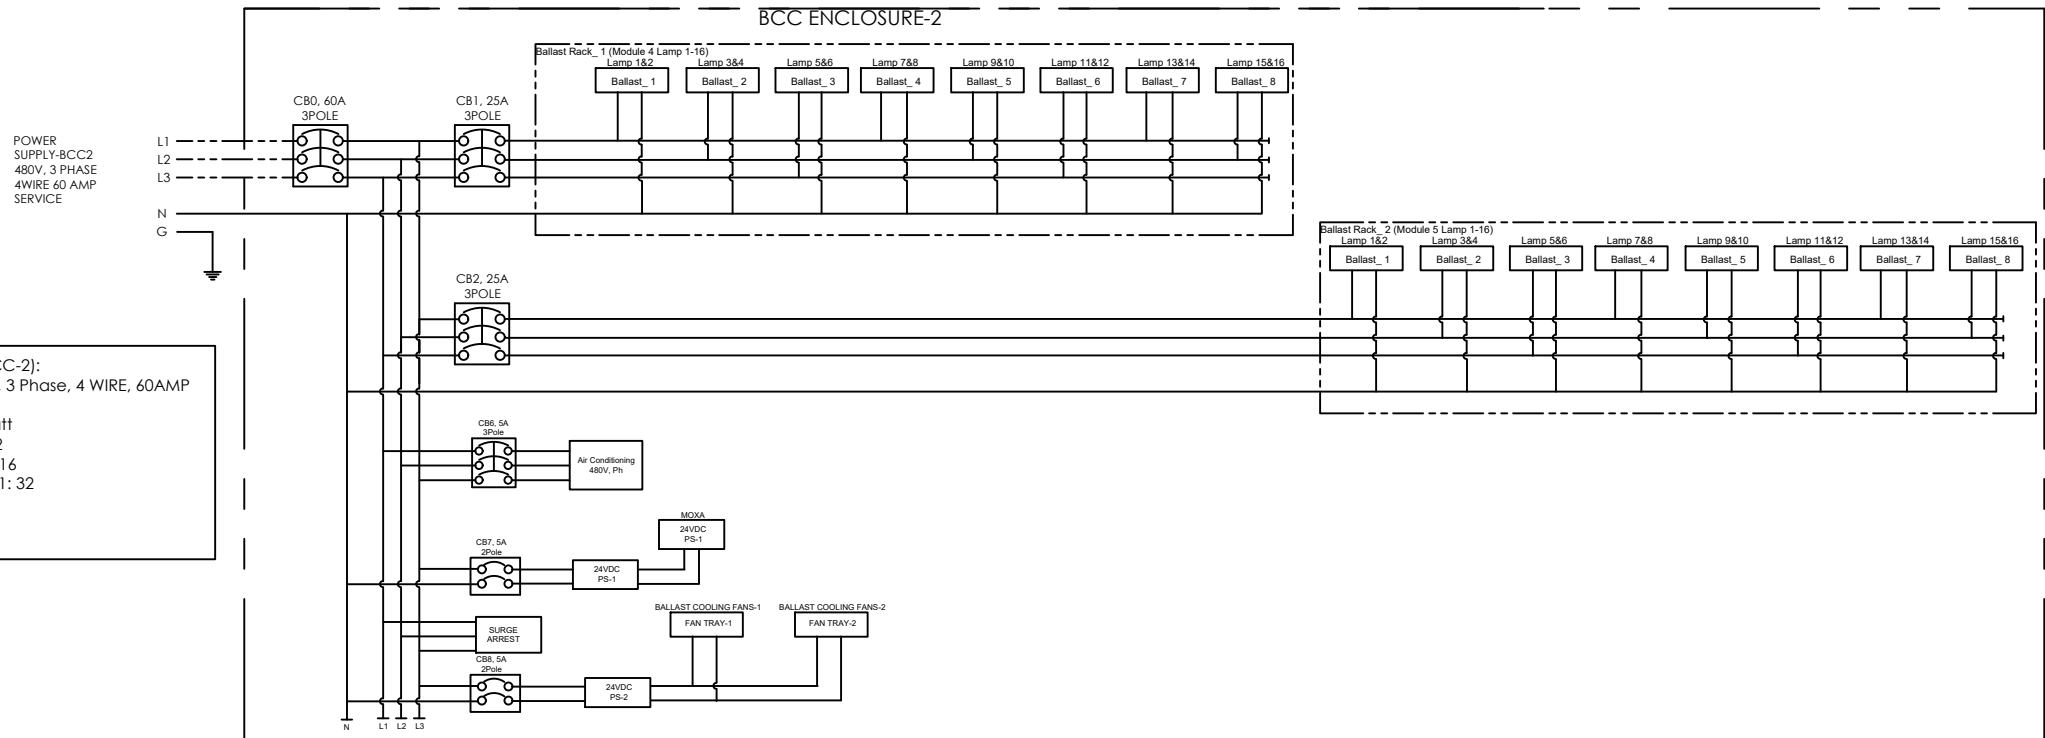 BCC ENCLOSURE-2
Ballast Rack_ 1 (Module 4 Lamp 1-16)
Lamp 1&2
Lamp 3&4
Lamp 5&6
Lamp 7&8
Lamp 9&10
Lamp 11&12
Lamp 13&14
Lamp 15&16
Ballast_ 1
Ballast_ 2
Ballast_ 3
Ballast_ 4
Ballast_ 5
Ballast_ 6
Ballast_ 7
Ballast_ 8
CB0, 60A
3POLE
CB1, 25A
3POLE
POWER
SUPPLY-BCC2
480V, 3 PHASE
4WIRE 60 AMP
SERVICE
L1
L2
L3
N
G
Ballast Rack_ 2 (Module 5 Lamp 1-16)
Lamp 1&2
Lamp 3&4
Lamp 5&6
Lamp 7&8
Lamp 9&10
Lamp 11&12
Lamp 13&14
Lamp 15&16
Ballast_ 1
Ballast_ 2
Ballast_ 3
Ballast_ 4
Ballast_ 5
Ballast_ 6
Ballast_ 7
Ballast_ 8
CB2, 25A
3POLE
CC-2):
3 Phase, 4 WIRE, 60AMP
tt
2
16
1: 32
CB6, 5A
3Pole
Air Conditioning
480V, Ph
MOXA
24VDC
PS-1
CB7, 5A
2Pole
24VDC
PS-1
SURGE
ARREST
BALLAST COOLING FANS-1
FAN TRAY-1
BALLAST COOLING FANS-2
FAN TRAY-2
CB8, 5A
2Pole
24VDC
PS-2
N
L1
L2
L3